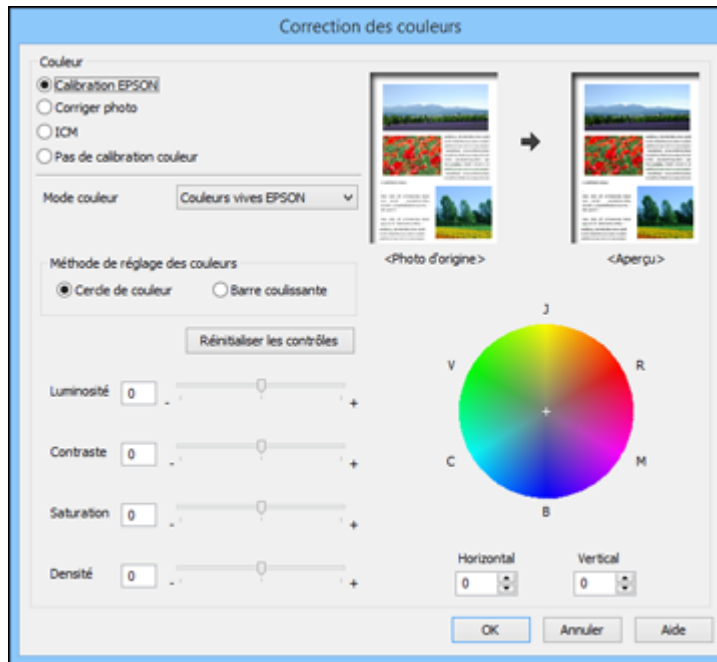 Correction des couleurs
Couleur
Calibration EPSON
Corriger photo
ICM
Pas de calibration couleur
Mode couleur
Couleurs vives EPSON
<Photo d'origine>
<Aperçu>
Méthode de réglage des couleurs
Cercle de couleur
Barre coulissante
Réinitialiser les contrôles
Luminosité 0 - +
Contraste 0 - +
Saturation 0 - +
Densité 0 - +
J
V R
C M
B
Horizontal Vertical
0 0
OK Annuler Aide